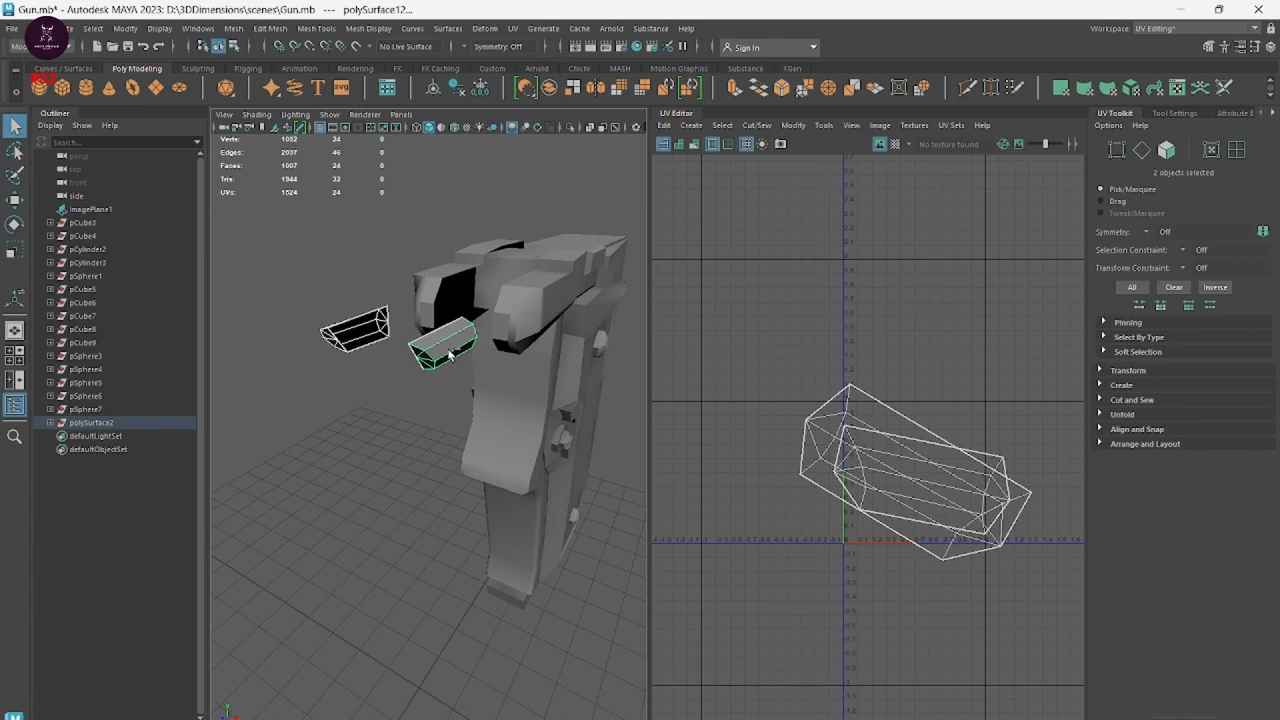 Gun.mb* - Autodesk MAYA 2023: D:\3DDimensions\scenes\Gun.mb --- polySurface12...
File Select Modify Display Windows Mesh Edit Mesh Mesh Tools Mesh Display Curves Surfaces Deform UV Generate Cache Arnold Substance Help
Workspace: UV Editing*
No Live Surface Symmetry: Off Sign In
Curves / Surfaces Poly Modeling Sculpting Rigging Animation Rendering FX FX Caching Custom Arnold Chichi MASH Motion Graphics Substance XGen
Outliner
Display Show Help
Search...
persp
top
front
side
imagePlane1
pCube3
pCube4
pCylinder2
pCylinder3
pSphere1
pCube5
pCube6
pCube7
pCube8
pCube9
pSphere3
pSphere4
pSphere5
pSphere6
pSphere7
polySurface2
defaultLightSet
defaultObjectSet
View Shading Lighting Show Renderer Panels
Verts: 1052 24 0
Edges: 2037 46 0
Faces: 1007 24 0
Tris: 1944 32 0
UVs: 1524 24 0
UV Editor
Edit Create Select Cut/Sew Modify Tools View Image Textures UV Sets Help
No texture found
UV Toolkit Tool Settings Attribute E
Options Help
2 objects selected
Pick/Marquee
Drag
Tweak/Marquee
Symmetry: Off
Selection Constraint: Off
Transform Constraint: Off
All Clear Inverse
Pinning
Select By Type
Soft Selection
Transform
Create
Cut and Sew
Unfold
Align and Snap
Arrange and Layout